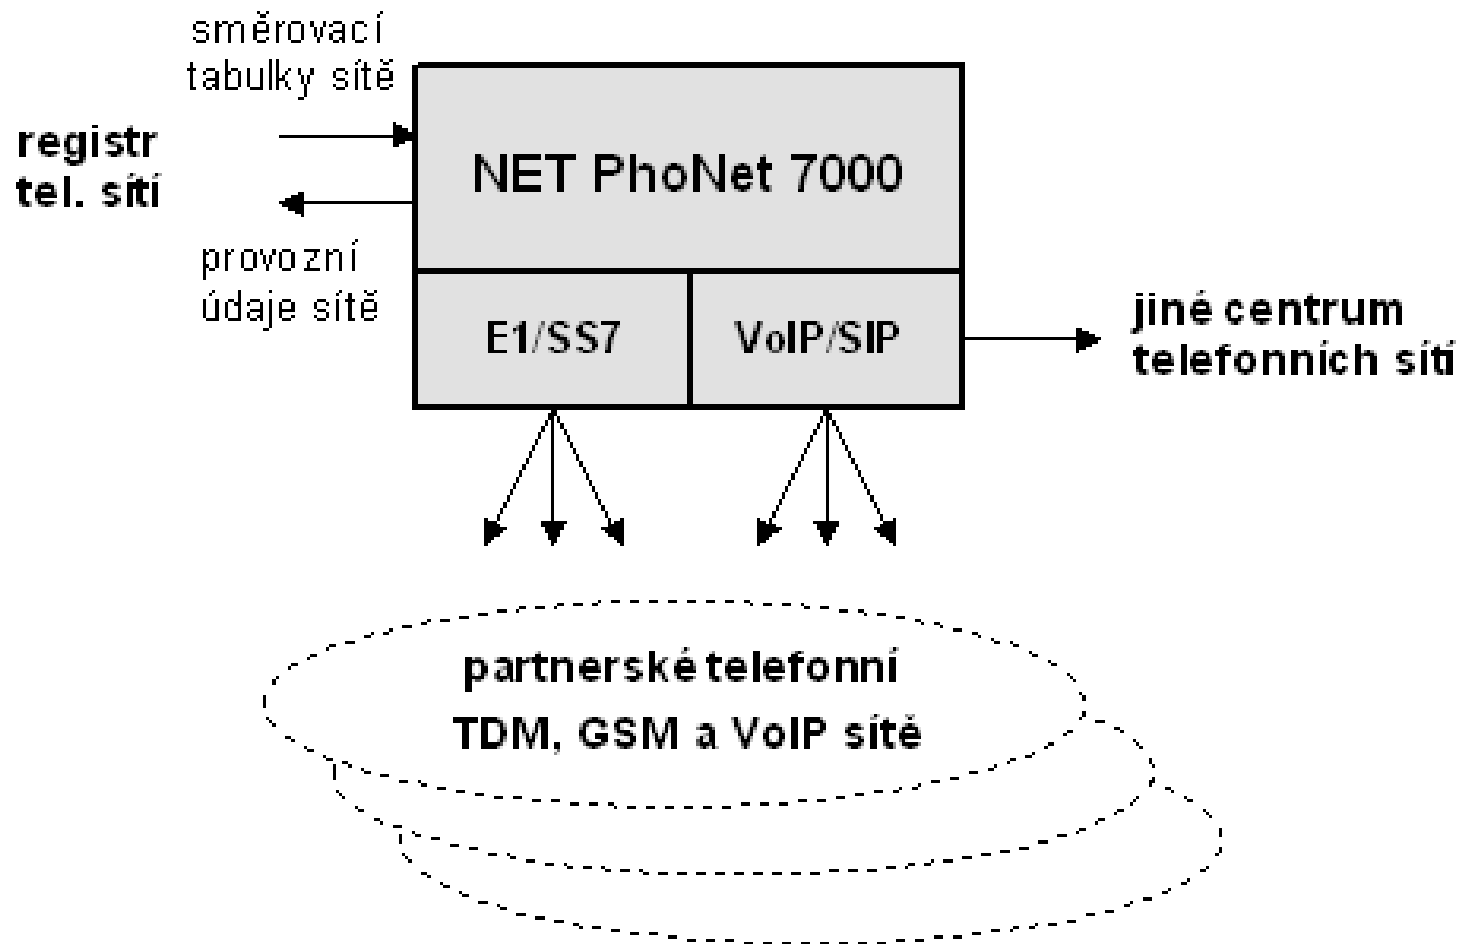 směrovací
tabulky sítě
registr
tel. sítí
provozní
údaje sítě
NET PhoNet 7000
E1/SS7
VoIP/SIP
jiné centrum
telefonních sítí
partnerské telefonní
TDM, GSM a VoIP sítě